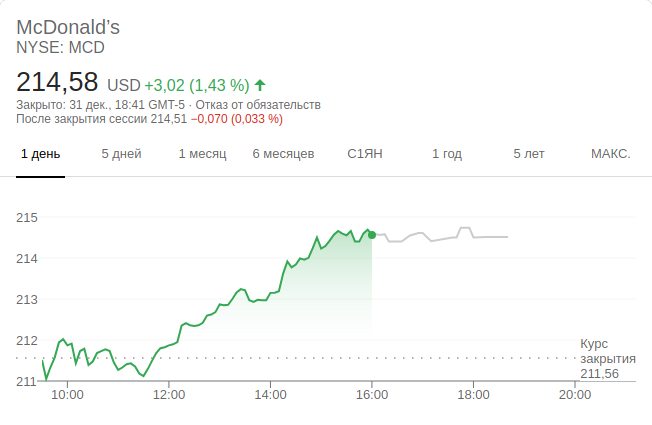 McDonald’s
NYSE: MCD
214,58 USD +3,02 (1,43 %)
Закрыто: 31 дек., 18:41 GMT-5 · Отказ от обязательств
После закрытия сессии 214,51 −0,070 (0,033 %)
1 день 5 дней 1 месяц 6 месяцев С1ЯН 1 год 5 лет МАКС.
215
214
213
212
Курс
закрытия
211,56
211
10:00 12:00 14:00 16:00 18:00 20:00